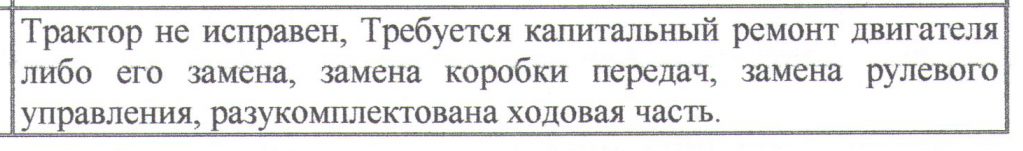 Трактор не исправен, Требуется капитальный ремонт двигателя
либо его замена, замена коробки передач, замена рулевого
управления, разукомплектована ходовая часть.